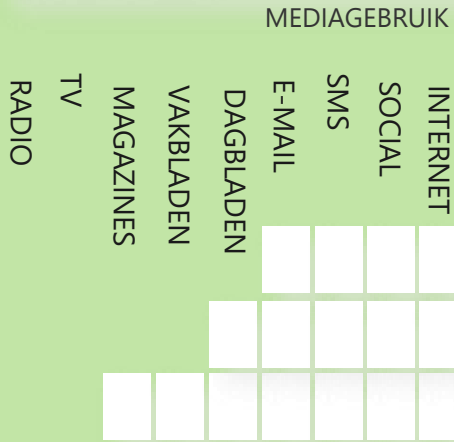 MEDIAGEBRUIK
RADIO
TV
MAGAZINES
VAKBLADEN
DAGBLADEN
E-MAIL
SMS
SOCIAL
INTERNET